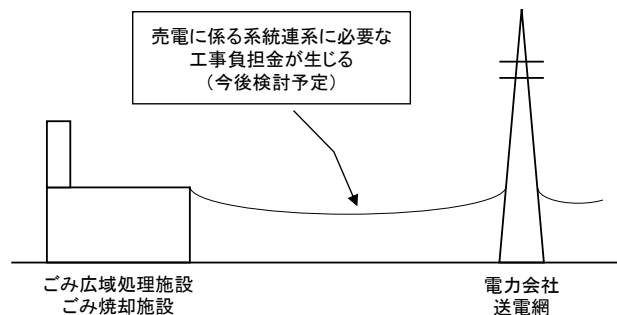 売電に係る系統連系に必要な
工事負担金が生じる
（今後検討予定）
ごみ広域処理施設
ごみ焼却施設
電力会社
送電網